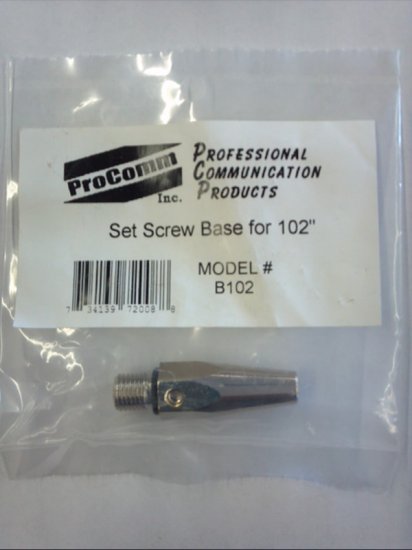 ProComm
Inc.
PROFESSIONAL
COMMUNICATION
PRODUCTS
Set Screw Base for 102"
MODEL #
B102
7 34139 72008 8